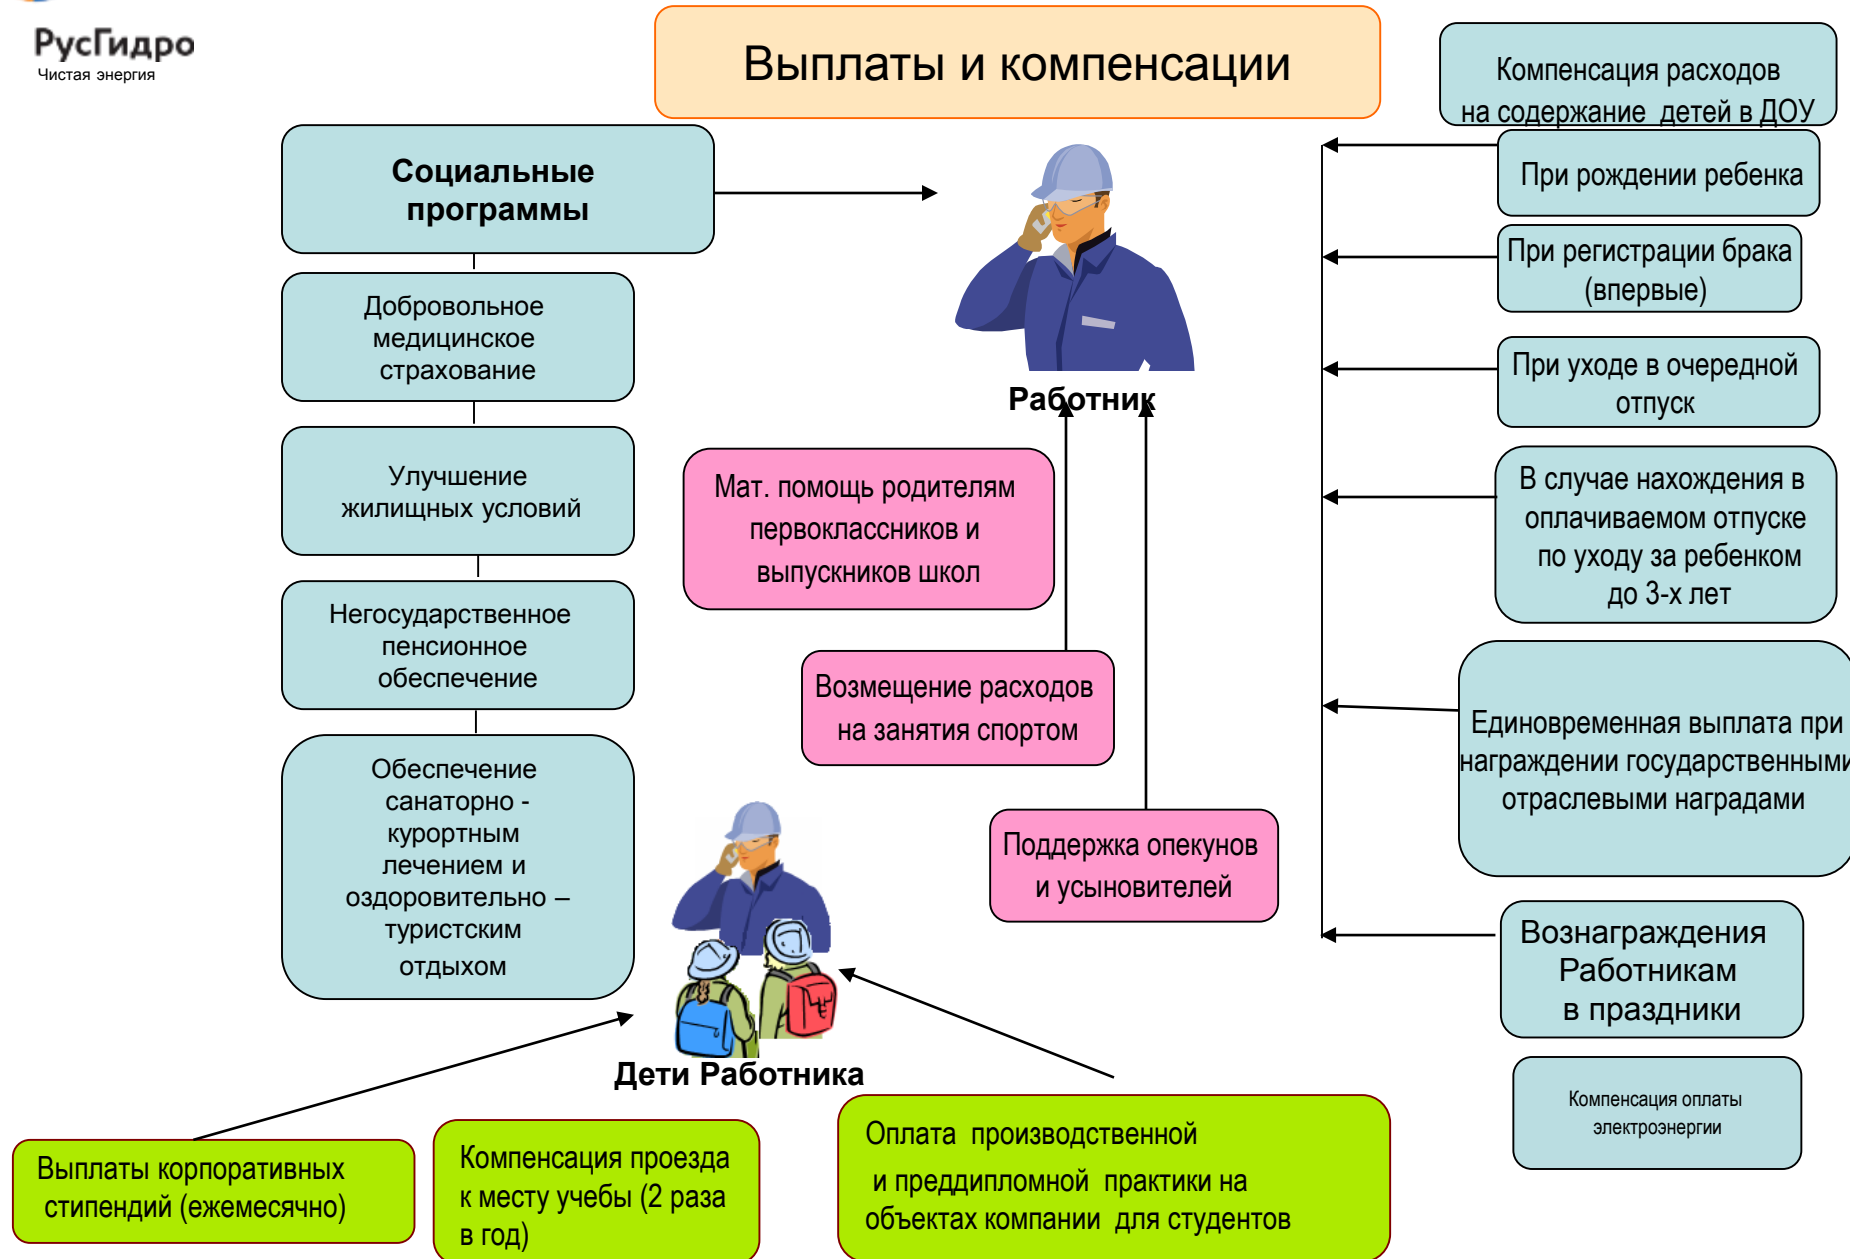 РусГидро
Чистая энергия
Выплаты и компенсации
Социальные
программы
Добровольное
медицинское
страхование
Улучшение
жилищных условий
Негосударственное
пенсионное
обеспечение
Обеспечение
санаторно -
курортным
лечением и
оздоровительно –
туристским
отдыхом
Работник
Мат. помощь родителям
первоклассников и
выпускников школ
Возмещение расходов
на занятия спортом
Поддержка опекунов
и усыновителей
Дети Работника
Выплаты корпоративных
стипендий (ежемесячно)
Компенсация проезда
к месту учебы (2 раза
в год)
Оплата производственной
и преддипломной практики на
объектах компании для студентов
Компенсация расходов
на содержание детей в ДОУ
При рождении ребенка
При регистрации брака
(впервые)
При уходе в очередной
отпуск
В случае нахождения в
оплачиваемом отпуске
по уходу за ребенком
до 3-х лет
Единовременная выплата при
награждении государственными
отраслевыми наградами
Вознаграждения
Работникам
в праздники
Компенсация оплаты
электроэнергии